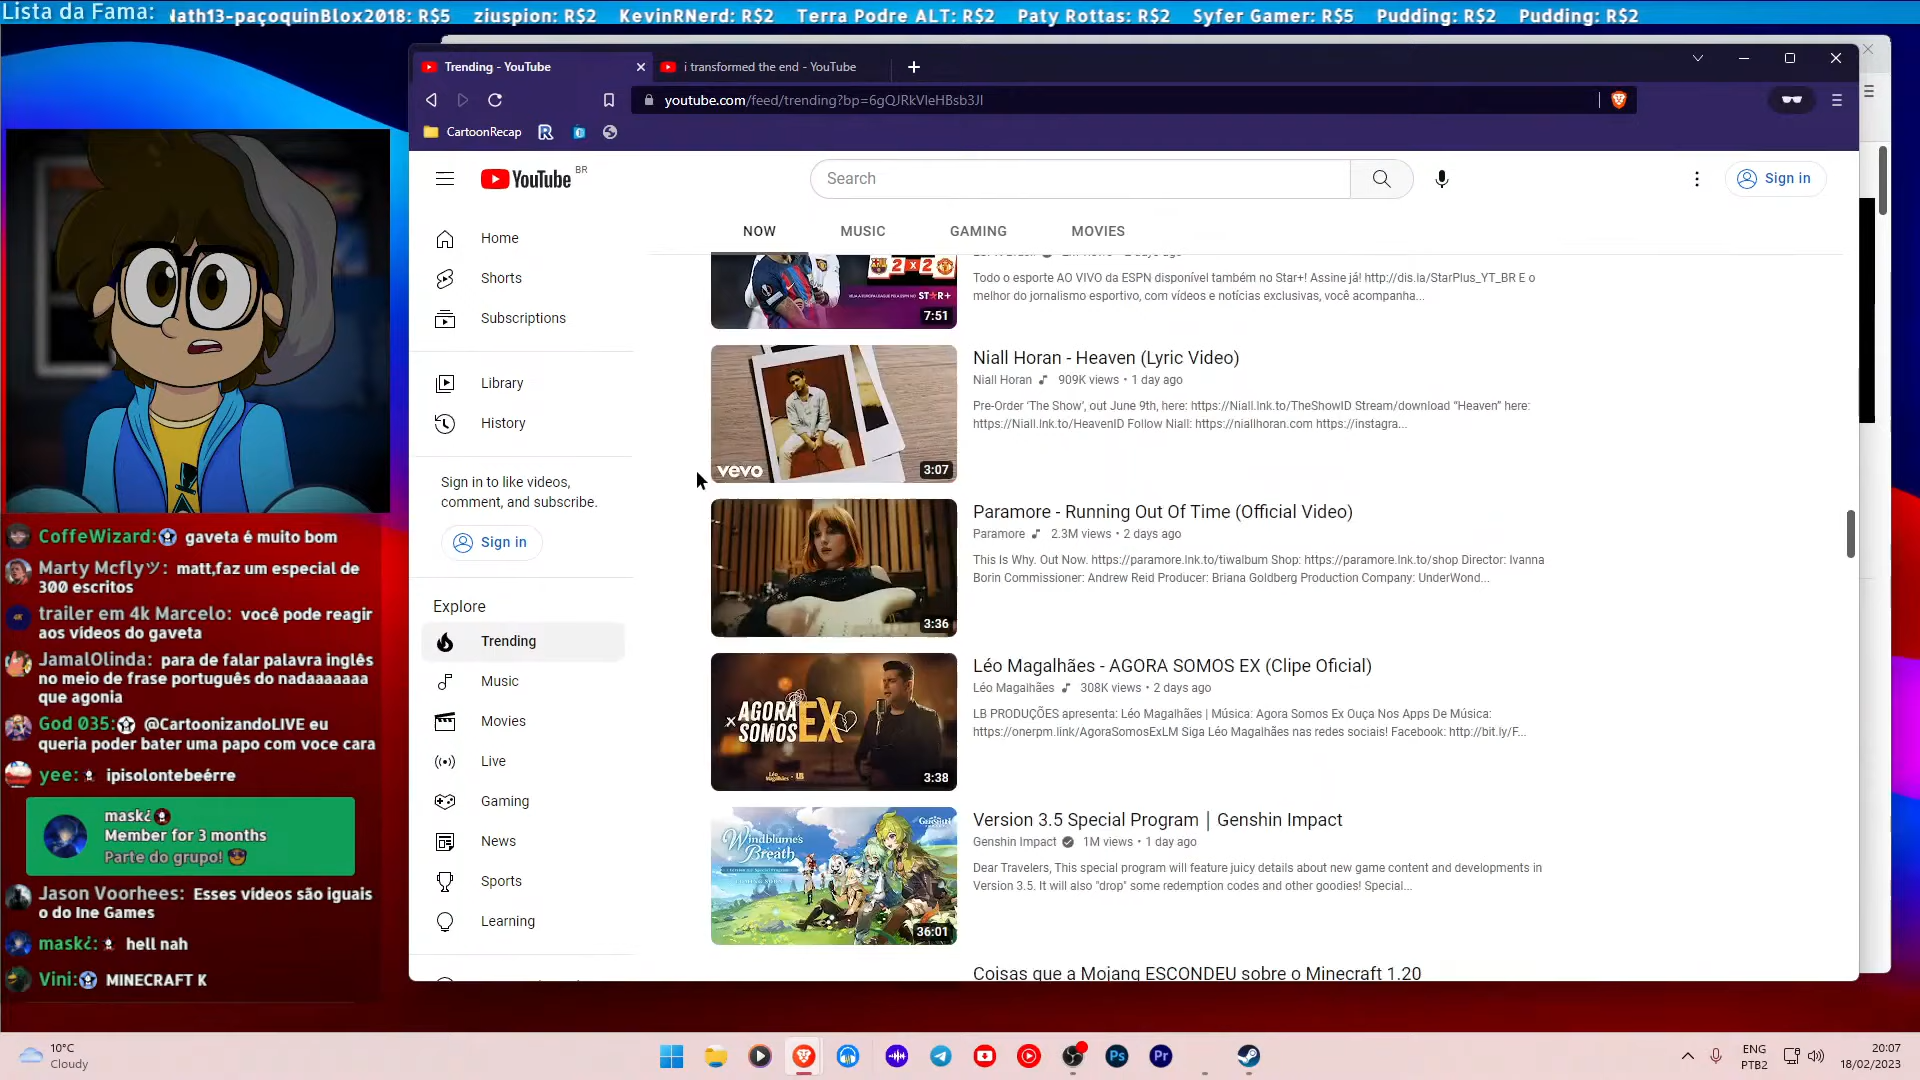 Lista da Fama:
Nath13-paçoquinBlox2018: R$5 ziuspion: R$2 KevinRNerd: R$2 Terra Podre ALT: R$2 Paty Rottas: R$2 Syfer Gamer: R$5 Pudding: R$2 Pudding: R$2
Trending - YouTube
i transformed the end - YouTube
youtube.com/feed/trending?bp=6gQJRkVleHBsb3Jl
CartoonRecap
YouTube BR
Search
Sign in
NOW MUSIC GAMING MOVIES
Home
Shorts
Subscriptions
Library
History
Sign in to like videos,
comment, and subscribe.
Sign in
Explore
Trending
Music
Movies
Live
Gaming
News
Sports
Learning
2x2
STAR+
7:51
Todo o esporte AO VIVO da ESPN disponível também no Star+! Assine já! http://dis.la/StarPlus_YT_BR E o
melhor do jornalismo esportivo, com vídeos e notícias exclusivas, você acompanha...
vevo
3:07
Niall Horan - Heaven (Lyric Video)
Niall Horan 909K views • 1 day ago
Pre-Order ‘The Show’, out June 9th, here: https://Niall.lnk.to/TheShowID Stream/download “Heaven” here:
https://Niall.lnk.to/HeavenID Follow Niall: https://niallhoran.com https://instagra...
3:36
Paramore - Running Out Of Time (Official Video)
Paramore 2.3M views • 2 days ago
This Is Why. Out Now. https://paramore.lnk.to/tiwalbum Shop: https://paramore.lnk.to/shop Director: Ivanna
Borin Commissioner: Andrew Reid Producer: Briana Goldberg Production Company: UnderWond...
AGORA
SOMOS EX
3:38
Léo Magalhães - AGORA SOMOS EX (Clipe Oficial)
Léo Magalhães 308K views • 2 days ago
LB PRODUÇÕES apresenta: Léo Magalhães | Música: Agora Somos Ex Ouça Nos Apps De Música:
https://onerpm.link/AgoraSomosExLM Siga Léo Magalhães nas redes sociais! Facebook: http://bit.ly/F...
Windblume's
Breath
Genshin
36:01
Version 3.5 Special Program | Genshin Impact
Genshin Impact 1M views • 1 day ago
Dear Travelers, This special program will feature juicy details about new game content and developments in
Version 3.5. It will also "drop" some redemption codes and other goodies! Special...
Coisas que a Mojang ESCONDEU sobre o Minecraft 1.20
CoffeWizard: gaveta é muito bom
Marty Mcflyツ: matt,faz um especial de
300 escritos
trailer em 4k Marcelo: você pode reagir
aos videos do gaveta
JamalOlinda: para de falar palavra inglês
no meio de frase português do nadaaaaaaa
que agonia
God 035: @CartoonizandoLIVE eu
queria poder bater uma papo com voce cara
yee: ipisolontebeérre
mask¿
Member for 3 months
Parte do grupo!
Jason Voorhees: Esses vídeos são iguais
o do Ine Games
mask¿: hell nah
Vini: MINECRAFT K
10°C
Cloudy
Ps
Pr
ENG
PTB2
20:07
18/02/2023